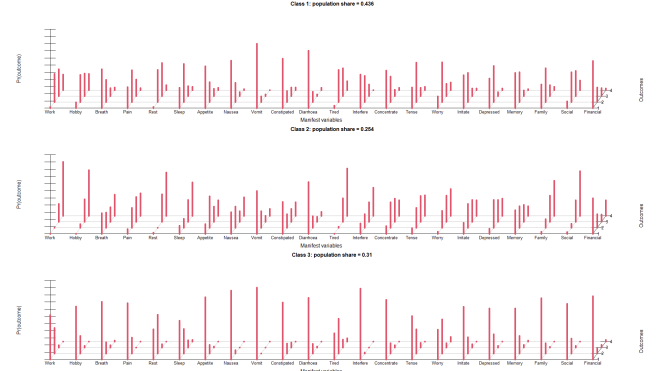 Class 1: population share = 0.436
Pr(outcome)
Outcomes
Work Hobby Breath Pain Rest Sleep Appetite Nausea Vomit Constipated Diarrhoea Tired Interfere Concentrate Tense Worry Irritate Depressed Memory Family Social Financial
Manifest variables
Class 2: population share = 0.254
Pr(outcome)
Outcomes
Work Hobby Breath Pain Rest Sleep Appetite Nausea Vomit Constipated Diarrhoea Tired Interfere Concentrate Tense Worry Irritate Depressed Memory Family Social Financial
Manifest variables
Class 3: population share = 0.31
Pr(outcome)
Outcomes
Work Hobby Breath Pain Rest Sleep Appetite Nausea Vomit Constipated Diarrhoea Tired Interfere Concentrate Tense Worry Irritate Depressed Memory Family Social Financial
Manifest variables